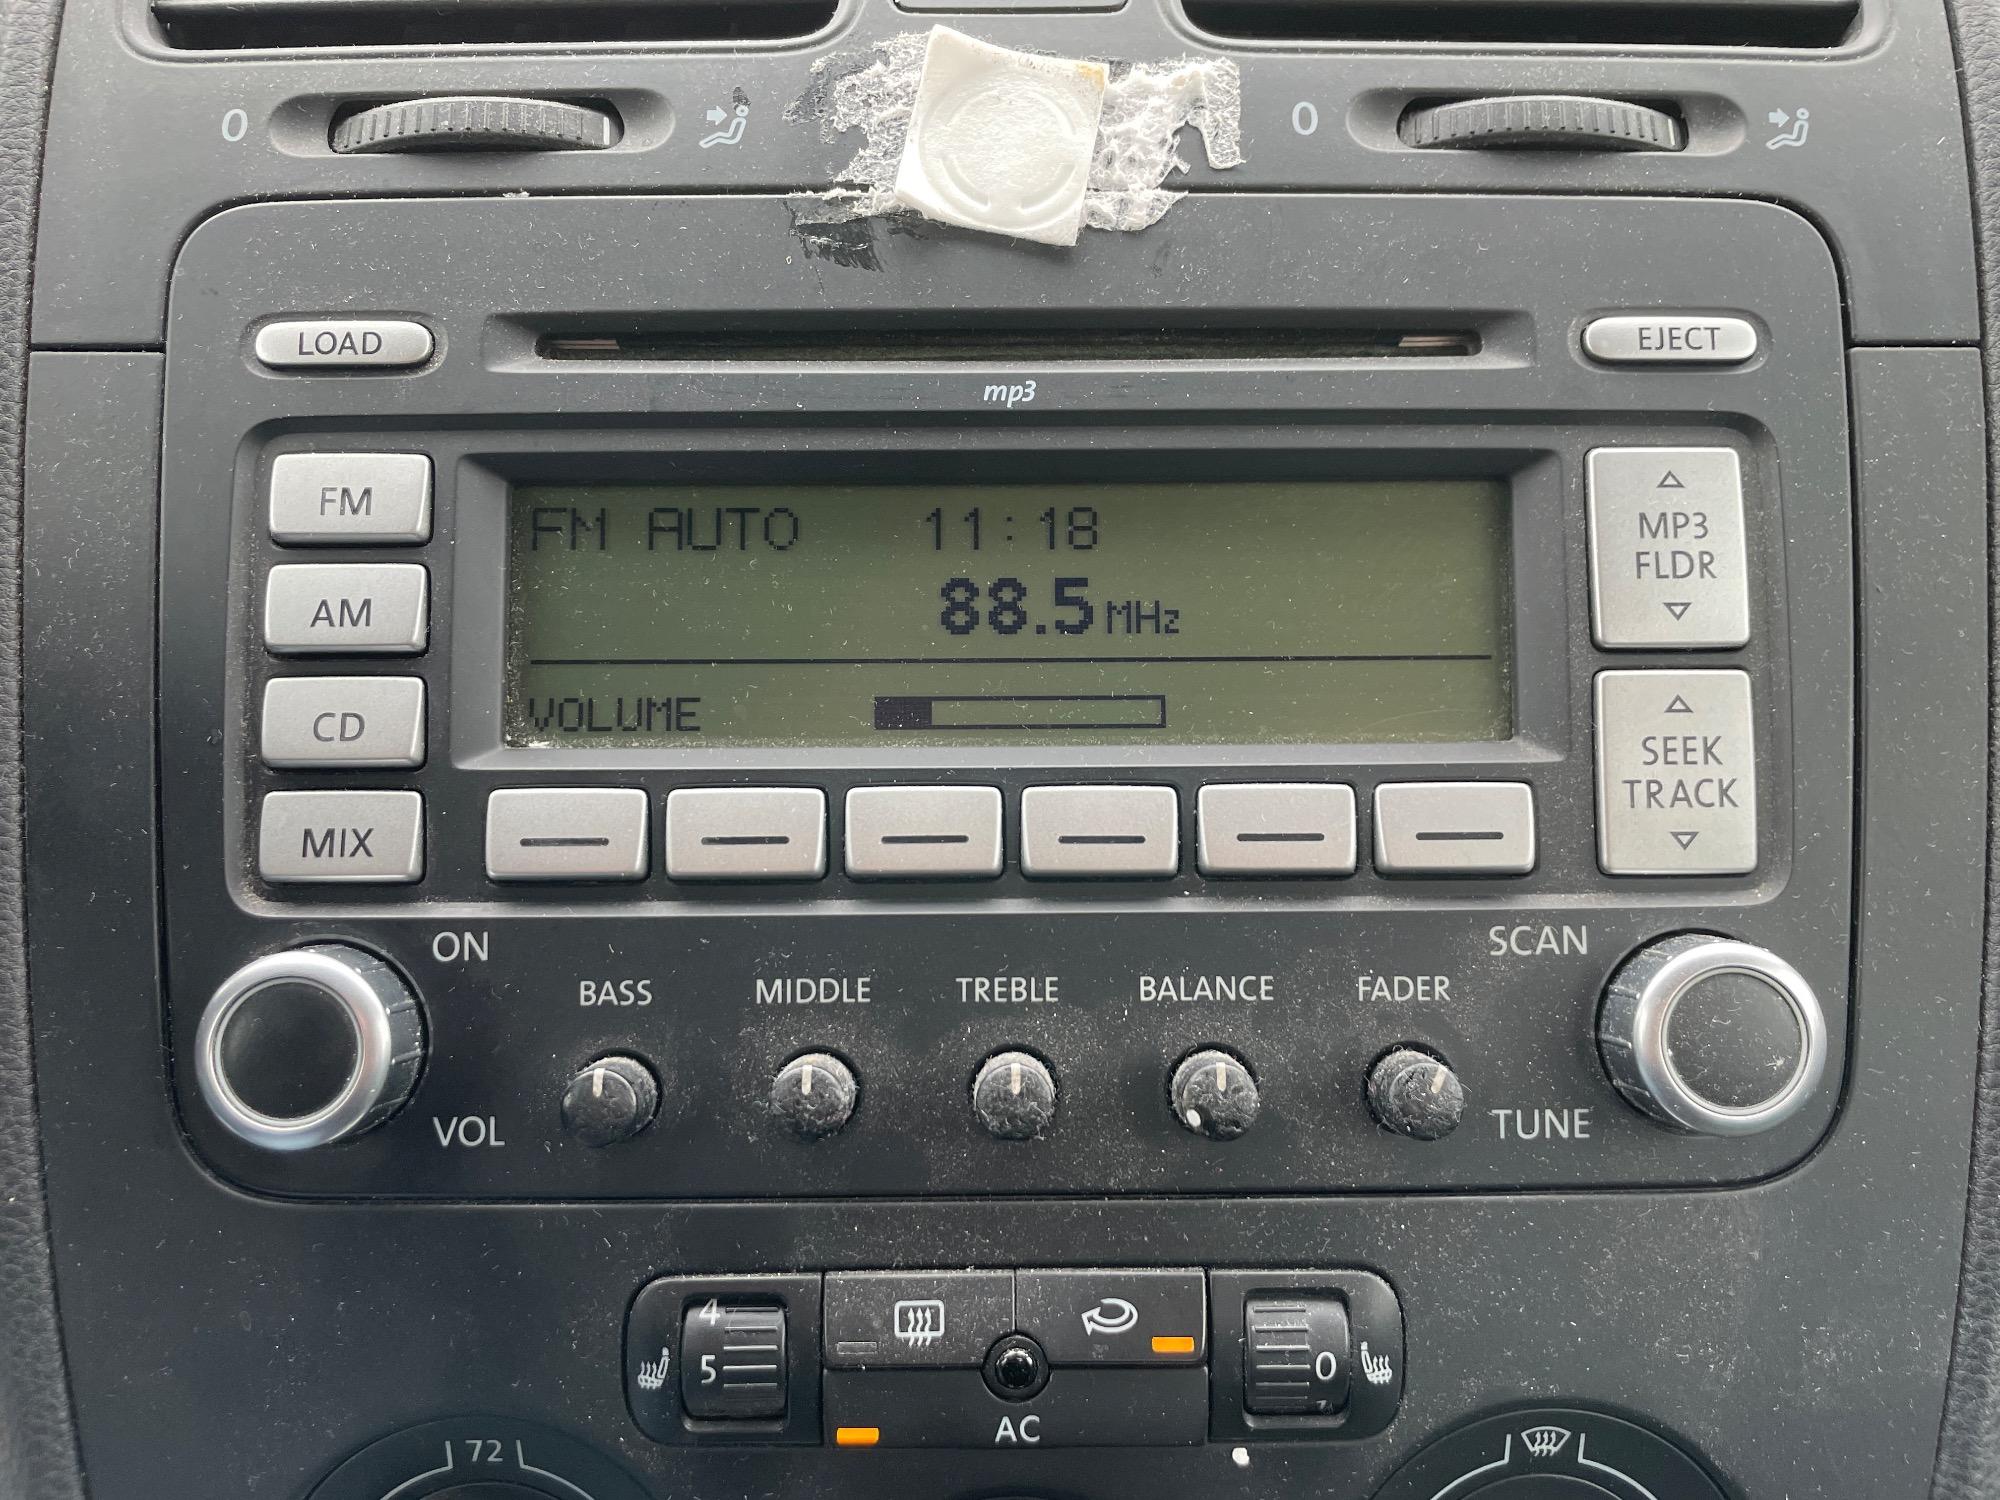 0
0
LOAD
EJECT
mp3
FM
AM
CD
MIX
FM AUTO 11:18
88.5 MHz
VOLUME
MP3
FLDR
SEEK
TRACK
ON
VOL
BASS
MIDDLE
TREBLE
BALANCE
FADER
SCAN
TUNE
4
5
0
AC
72